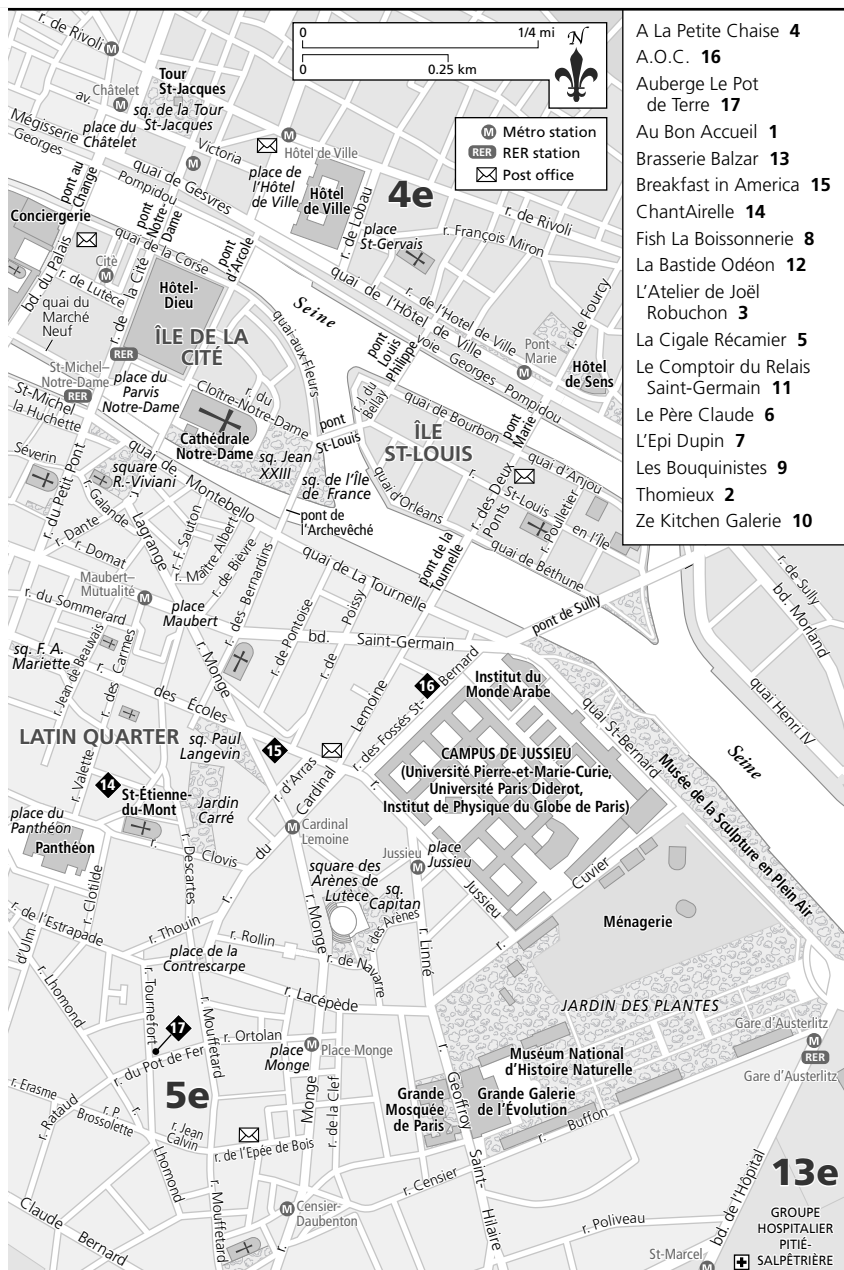 A La Petite Chaise 4
A.O.C. 16
Auberge Le Pot
de Terre 17
Au Bon Accueil 1
Brasserie Balzar 13
Breakfast in America 15
ChantAirelle 14
Fish La Boissonnerie 8
La Bastide Odéon 12
L'Atelier de Joël
Robuchon 3
La Cigale Récamier 5
Le Comptoir du Relais
Saint-Germain 11
Le Père Claude 6
L'Epi Dupin 7
Les Bouquinistes 9
Thomieux 2
Ze Kitchen Galerie 10
0 1/4 mi
0 0.25 km
N
M Métro station
RER RER station
Post office
r. de Rivoli
M
Châtelet
M
Tour
St-Jacques
sq. de la Tour
St-Jacques
av.
Victoria
M
Mégisserie
Georges
Pompidou
place du
Châtelet
quai de Gesvres
M
Hôtel de Ville
place de
l'Hôtel
de Ville
Hôtel
de Ville
r. de Lobau
4e
place
St-Gervais
r. François Miron
r. de Rivoli
pont au
Change
pont
Notre-
Dame
pont
d'Arcole
Conciergerie
bd. du Palais
Cité
M
r. de Lutèce
r. de la Cité
quai de la Corse
Hôtel-
Dieu
quai du
Marché
Neuf
ÎLE DE LA
CITÉ
quai aux Fleurs
Seine
quai de l'Hôtel de Ville
r. de l'Hotel de Ville
voie Georges Pompidou
r. de Fourcy
Pont
Marie
M
Hôtel
de Sens
pont
Louis
Philippe
RER
St-Michel–
Notre-Dame
RER
St-Michel
la Huchette
place du
Parvis
Notre-Dame
r. du
Cloître-Notre-Dame
Cathédrale
Notre-Dame
sq. Jean
XXIII
pont
St-Louis
r. J. du
Bellay
ÎLE
ST-LOUIS
quai de Bourbon
pont
Marie
quai d'Anjou
Séverin
r. du Petit Pont
square
R.-Viviani
quai de Montebello
sq. de l'Île
de France
quai d'Orléans
r. des Deux
Ponts
r. St-Louis
en l'Île
r. Poulletier
quai de Béthune
pont de
l'Archevêché
r. Galande
r. Dante
r. Domat
r. Lagrange
r. F. Sauton
r. Maître Albert
r. de Bièvre
r. des Bernardins
quai de La Tournelle
pont de la
Tournelle
pont de Sully
r. de Sully
bd. Morland
quai Henri IV
Maubert–
Mutualité
M
r. du Sommerard
place
Maubert
r. de Pontoise
r. de Poissy
bd. Saint-Germain
sq. F. A.
Mariette
r. Jean de Beauvais
r. des Carmes
r. Monge
r. des Écoles
16
r. des Fossés St- Bernard
Institut du
Monde Arabe
quai St-Bernard
Seine
LATIN QUARTER
sq. Paul
Langevin
15
r. d'Arras
r. du Cardinal Lemoine
CAMPUS DE JUSSIEU
(Université Pierre-et-Marie-Curie,
Université Paris Diderot,
Institut de Physique du Globe de Paris)
Musée de la Sculpture en Plein Air
r. Valette
14
St-Étienne-
du-Mont
Jardin
Carré
M Cardinal
Lemoine
place du
Panthéon
Panthéon
r. Clovis
r. Descartes
r. Clotilde
Jussieu
M
place
Jussieu
r. Jussieu
r. Cuvier
square des
Arènes de
Lutèce
sq.
Capitan
r. des Arènes
r. Linné
Ménagerie
r. de l'Estrapade
d'Ulm
r. Thouin
r. Rollin
r. Monge
r. de Navarre
place de la
Contrescarpe
r. Lhomond
r. Tournefort
17
r. Mouffetard
r. Lacépède
JARDIN DES PLANTES
r. Ortolan
r. du Pot de Fer
place
Monge
M Place Monge
Gare d'Austerlitz
M
RER
Gare d'Austerlitz
Muséum National
d'Histoire Naturelle
Grande
Mosquée
de Paris
Grande Galerie
de l'Évolution
r. Geoffroy Saint- Hilaire
r. Buffon
5e
r. Erasme
r. Rataud
r. P.
Brossolette
r. Jean
Calvin
r. de l'Epée de Bois
Monge
r. de la Clef
Lhomond
r. Mouffetard
r. Censier
M
Censier-
Daubenton
Claude Bernard
r. Poliveau
bd. de l'Hôpital
St-Marcel
M
13e
GROUPE
HOSPITALIER
PITIÉ-
SALPÊTRIÈRE